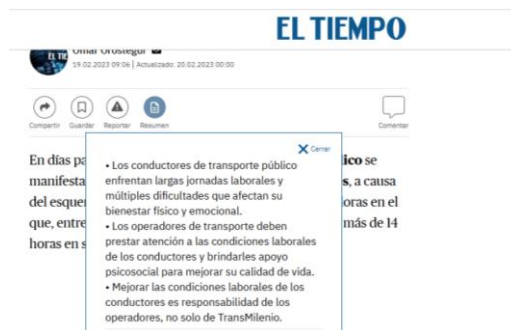 EL TIEMPO
EL TIE
Omar Oróstegui
19.02.2023 09:06 | Actualizado: 20.02.2023 00:00
Compartir Guardar Reportar Resumen Comentar
Cerrar
En días pa
manifesta
del esque
que, entre
horas en s
• Los conductores de transporte público
enfrentan largas jornadas laborales y
múltiples dificultades que afectan su
bienestar físico y emocional.
• Los operadores de transporte deben
prestar atención a las condiciones laborales
de los conductores y brindarles apoyo
psicosocial para mejorar su calidad de vida.
• Mejorar las condiciones laborales de los
conductores es responsabilidad de los
operadores, no solo de TransMilenio.
ico se
s, a causa
oras en el
más de 14